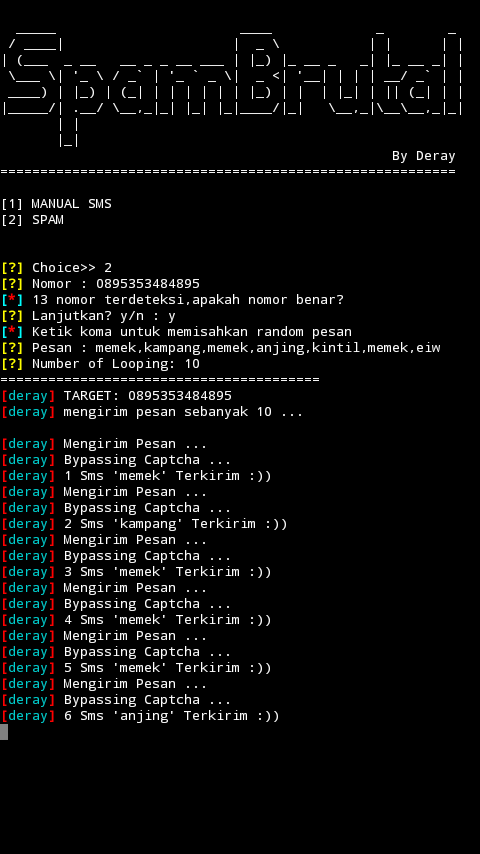 SpamBrutal
By Deray
========================================================
[1] MANUAL SMS
[2] SPAM
[?] Choice>> 2
[?] Nomor : 0895353484895
[*] 13 nomor terdeteksi,apakah nomor benar?
[?] Lanjutkan? y/n : y
[*] Ketik koma untuk memisahkan random pesan
[?] Pesan : memek,kampang,memek,anjing,kintil,memek,eiw
[?] Number of Looping: 10
========================================
[deray] TARGET: 0895353484895
[deray] mengirim pesan sebanyak 10 ...
[deray] Mengirim Pesan ...
[deray] Bypassing Captcha ...
[deray] 1 Sms 'memek' Terkirim :))
[deray] Mengirim Pesan ...
[deray] Bypassing Captcha ...
[deray] 2 Sms 'kampang' Terkirim :))
[deray] Mengirim Pesan ...
[deray] Bypassing Captcha ...
[deray] 3 Sms 'memek' Terkirim :))
[deray] Mengirim Pesan ...
[deray] Bypassing Captcha ...
[deray] 4 Sms 'memek' Terkirim :))
[deray] Mengirim Pesan ...
[deray] Bypassing Captcha ...
[deray] 5 Sms 'memek' Terkirim :))
[deray] Mengirim Pesan ...
[deray] Bypassing Captcha ...
[deray] 6 Sms 'anjing' Terkirim :))